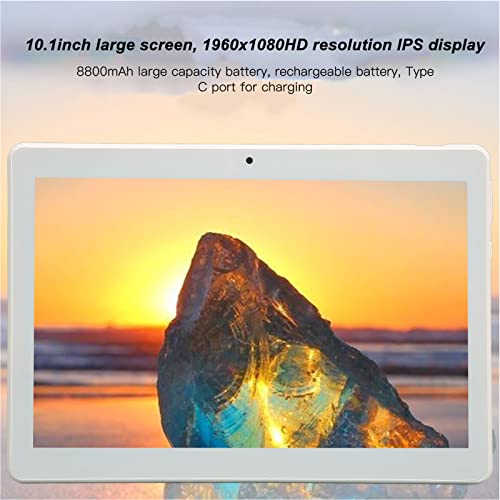 10.1inch large screen, 1960x1080HD resolution IPS display
8800mAh large capacity battery, rechargeable battery, Type
C port for charging